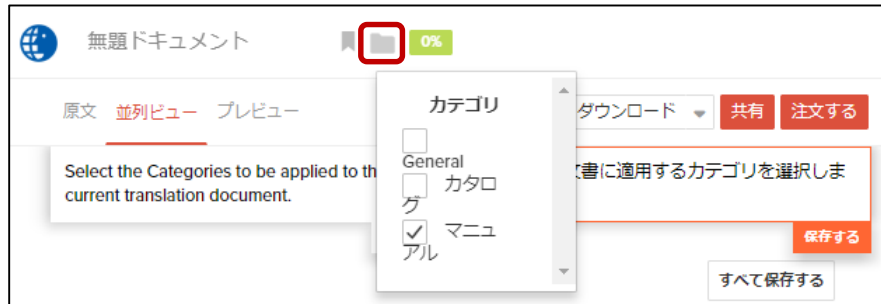 無題ドキュメント
0%
原文 並列ビュー プレビュー
ダウンロード 共有 注文する
カテゴリ
General
カタロ
グ
マニュ
アル
Select the Categories to be applied to th
current translation document.
書に適用するカテゴリを選択しま
保存する
すべて保存する